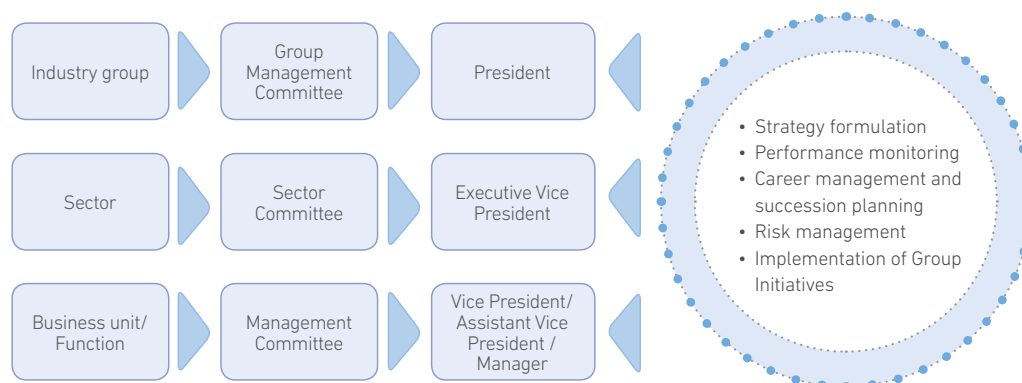 Industry group
Group
Management
Committee
President
Sector
Sector
Committee
Executive Vice
President
Business unit/
Function
Management
Committee
Vice President/
Assistant Vice
President /
Manager
• Strategy formulation
• Performance monitoring
• Career management and
succession planning
• Risk management
• Implementation of Group
Initiatives